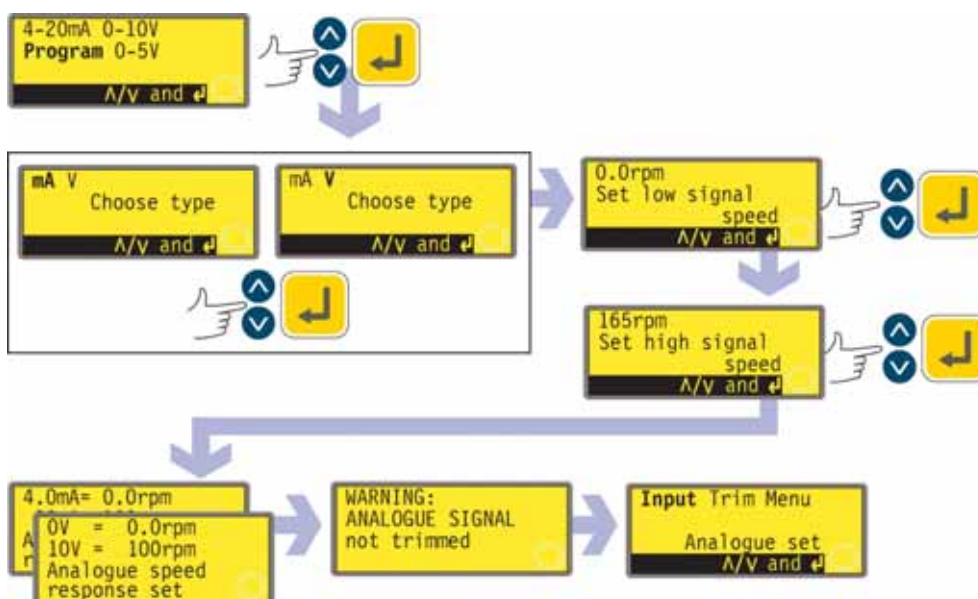 4-20mA 0-10V
Program 0-5V
Λ/V and ↵
mA V
Choose type
Λ/V and ↵
mA V
Choose type
Λ/V and ↵
0.0rpm
Set low signal
speed
Λ/V and ↵
165rpm
Set high signal
speed
Λ/V and ↵
4.0mA= 0.0rpm
0V = 0.0rpm
10V = 100rpm
Analogue speed
response set
WARNING:
ANALOGUE SIGNAL
not trimmed
Input Trim Menu
Analogue set
Λ/V and ↵